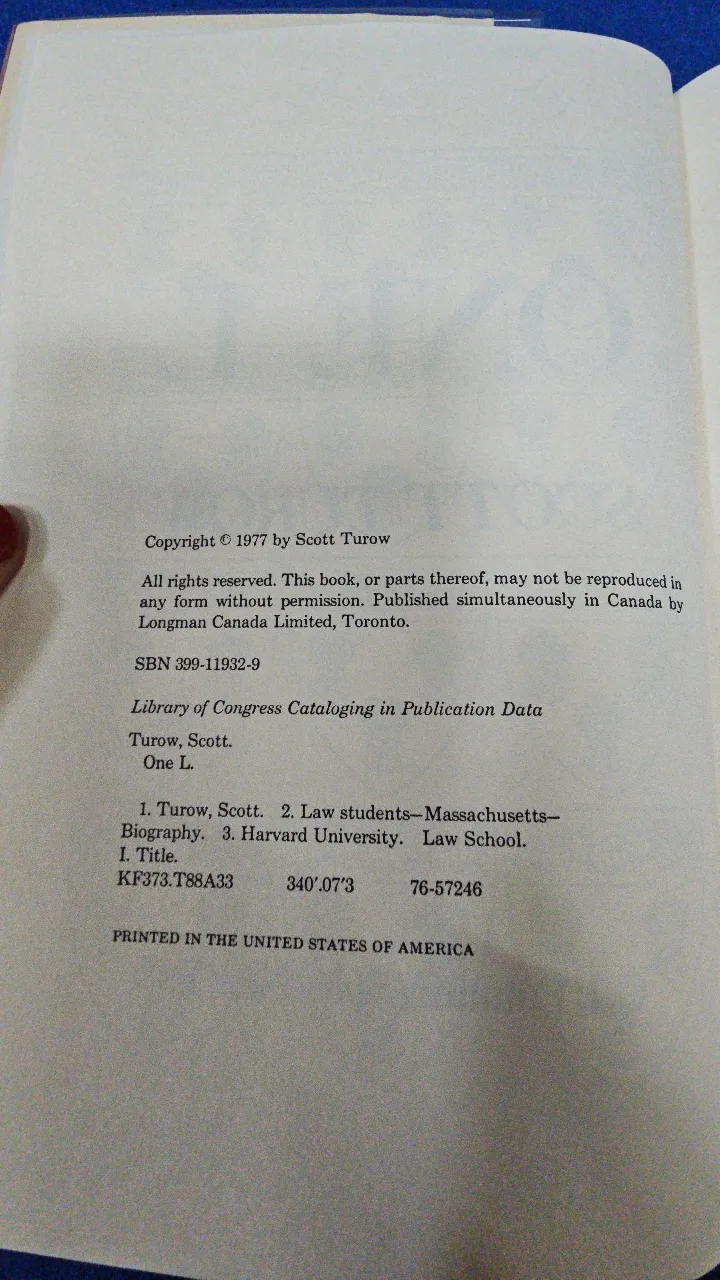 Copyright © 1977 by Scott Turow
All rights reserved. This book, or parts thereof, may not be reproduced in
any form without permission. Published simultaneously in Canada by
Longman Canada Limited, Toronto.
SBN 399-11932-9
Library of Congress Cataloging in Publication Data
Turow, Scott.
One L.
1. Turow, Scott. 2. Law students—Massachusetts—
Biography. 3. Harvard University. Law School.
I. Title.
KF373.T88A33 340'.07'3 76-57246
PRINTED IN THE UNITED STATES OF AMERICA